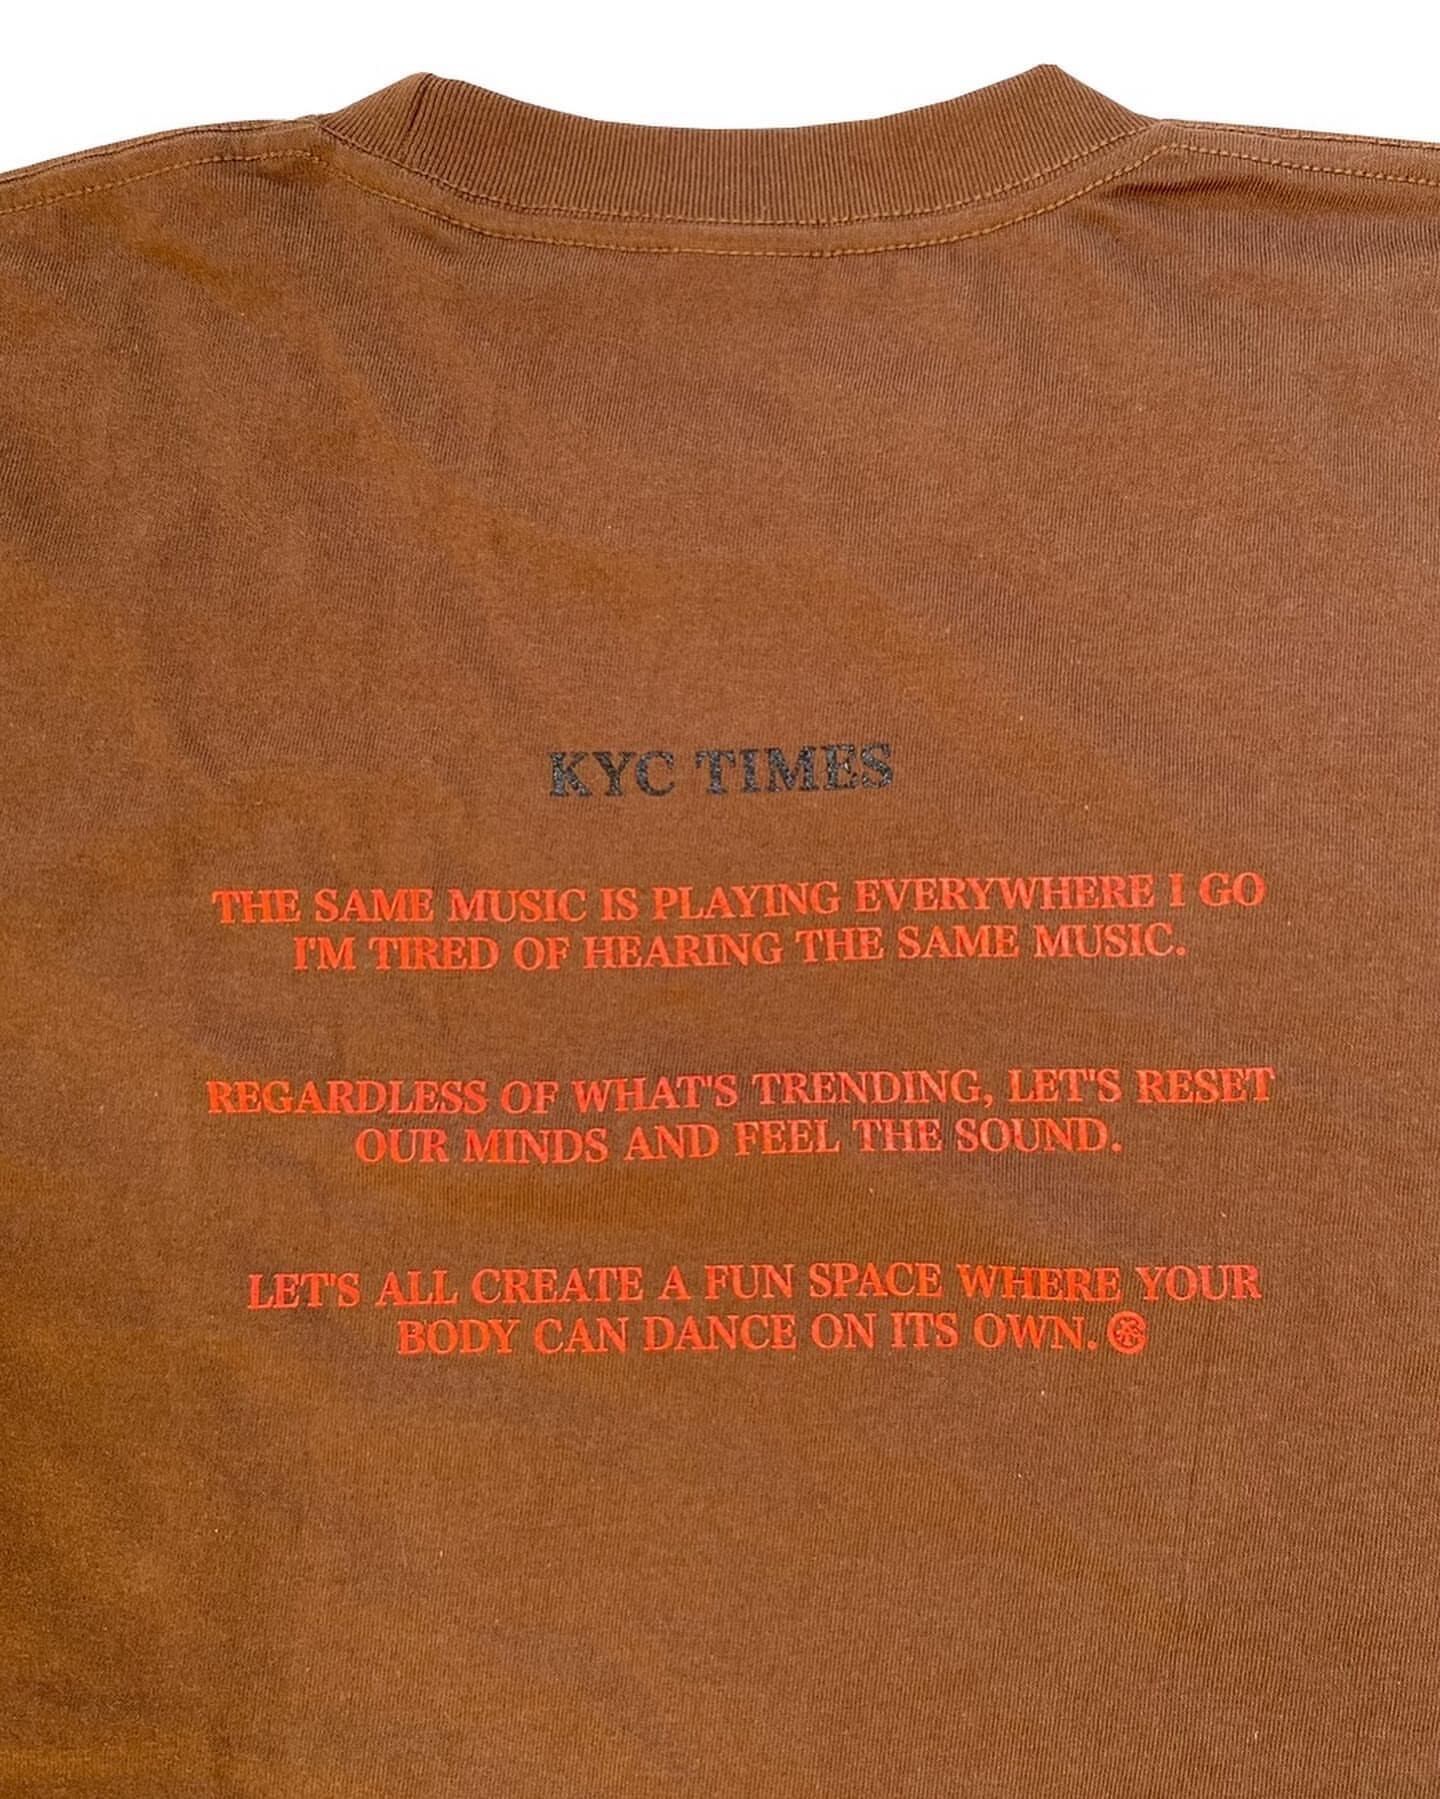 KYC TIMES
THE SAME MUSIC IS PLAYING EVERYWHERE I GO
I'M TIRED OF HEARING THE SAME MUSIC.
REGARDLESS OF WHAT'S TRENDING, LET'S RESET
OUR MINDS AND FEEL THE SOUND.
LET'S ALL CREATE A FUN SPACE WHERE YOUR
BODY CAN DANCE ON ITS OWN.